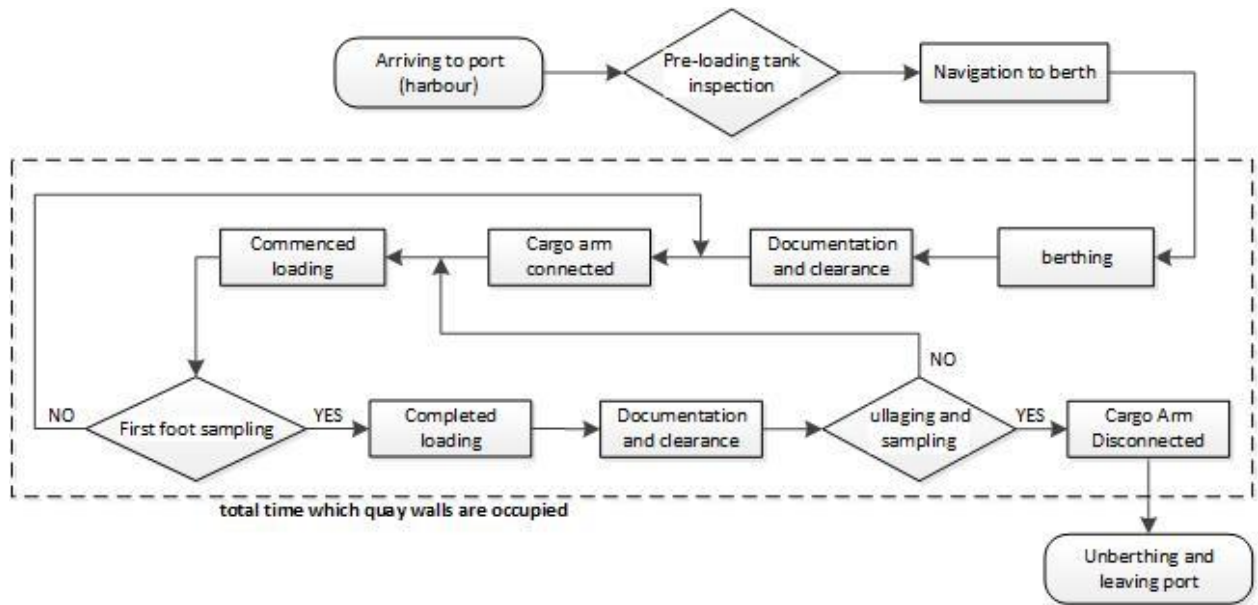 Arriving to port
(harbour)
Pre-loading tank
inspection
Navigation to berth
Commenced
loading
Cargo arm
connected
Documentation
and clearance
berthing
NO
First foot sampling
YES
Completed
loading
Documentation
and clearance
NO
ullaging and
sampling
YES
Cargo Arm
Disconnected
total time which quay walls are occupied
Unberthing and
leaving port